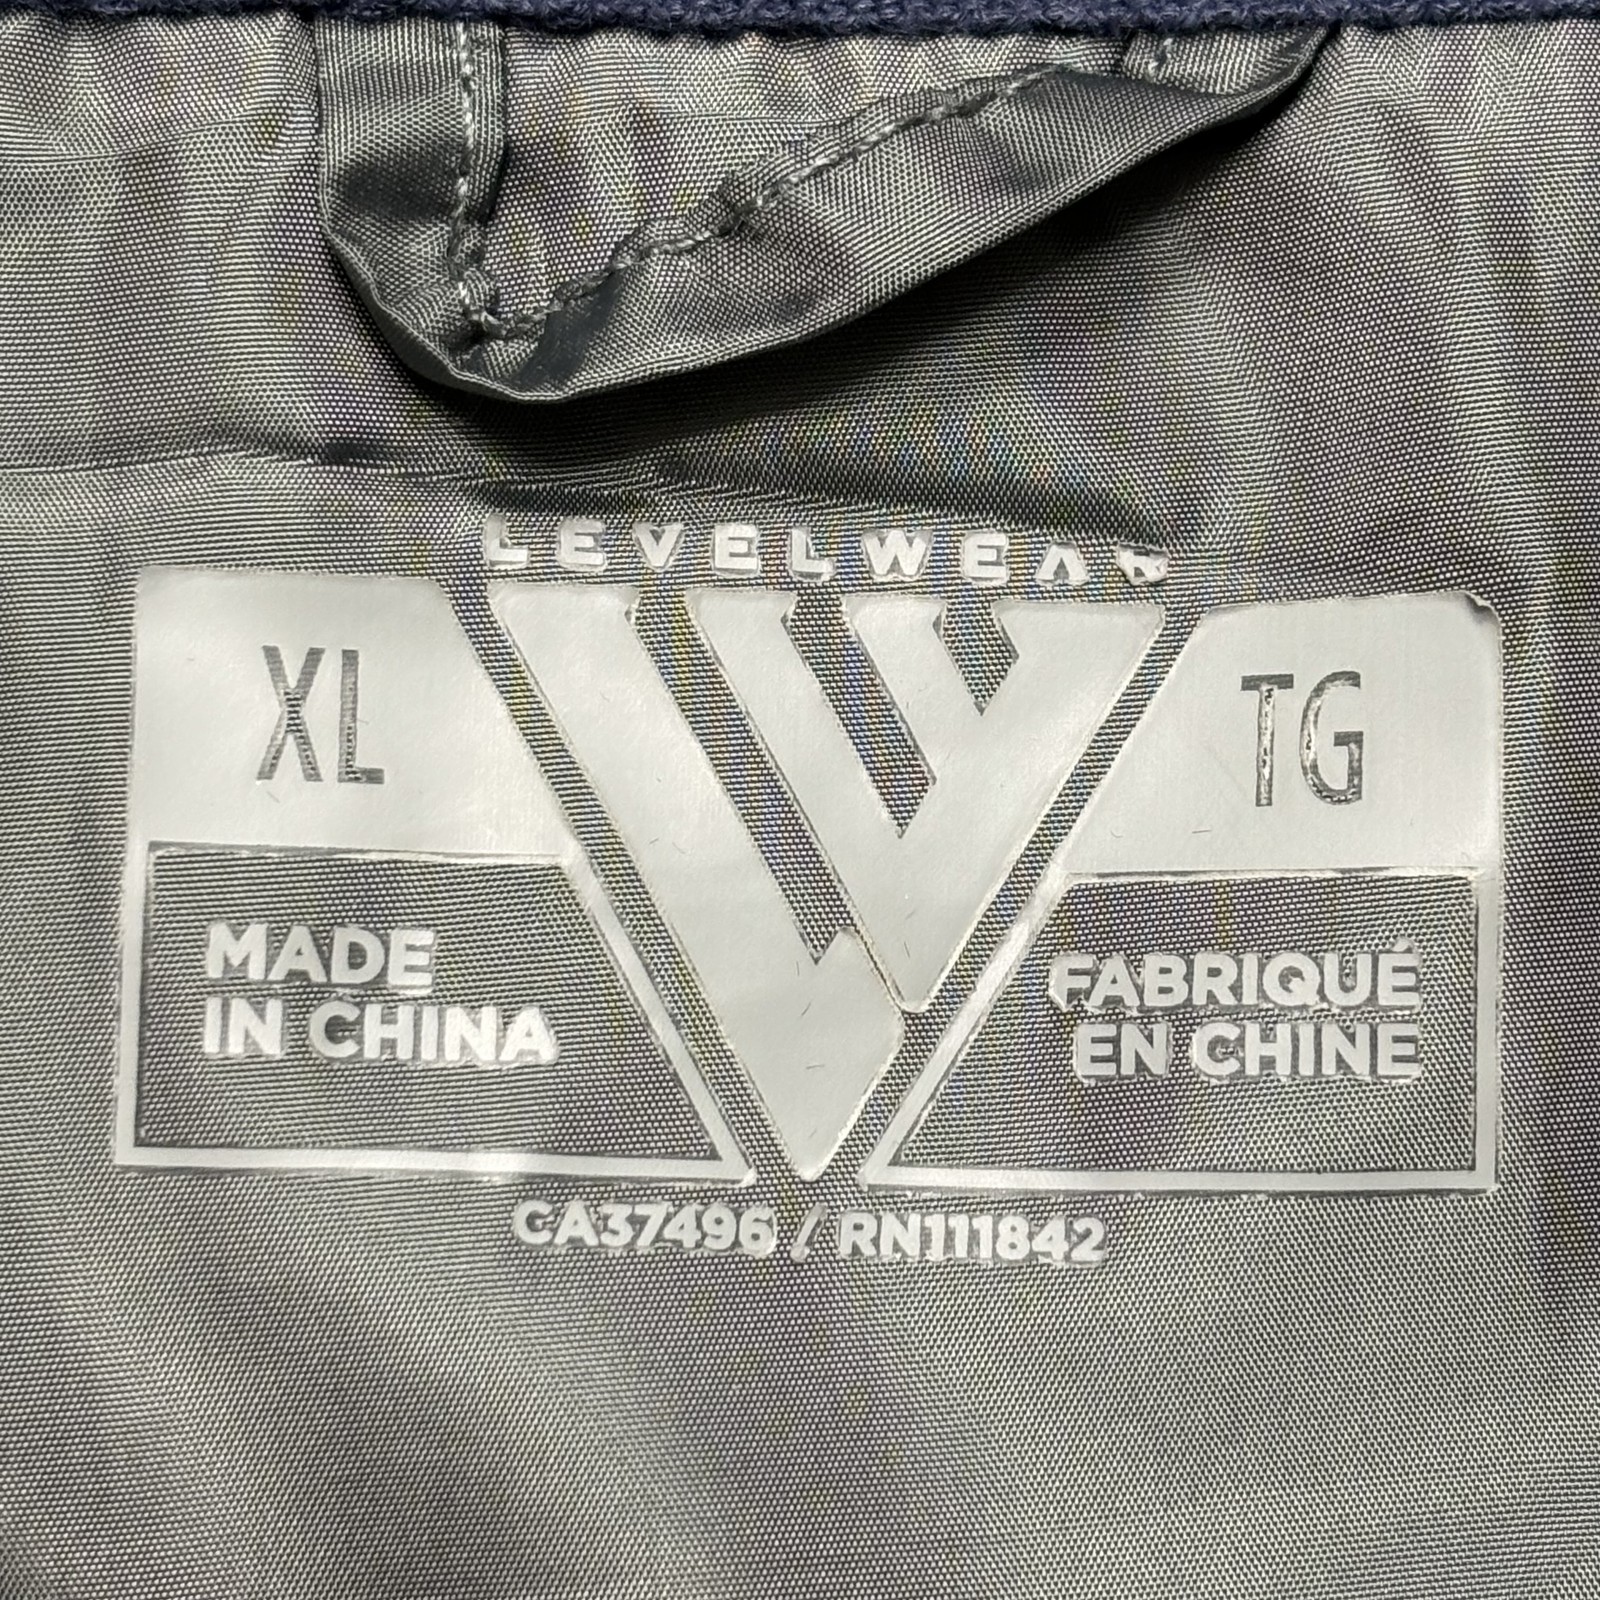 LEVELWEAR
XL
TG
MADE
IN CHINA
FABRIQUÉ
EN CHINE
CA37496 / RN111842